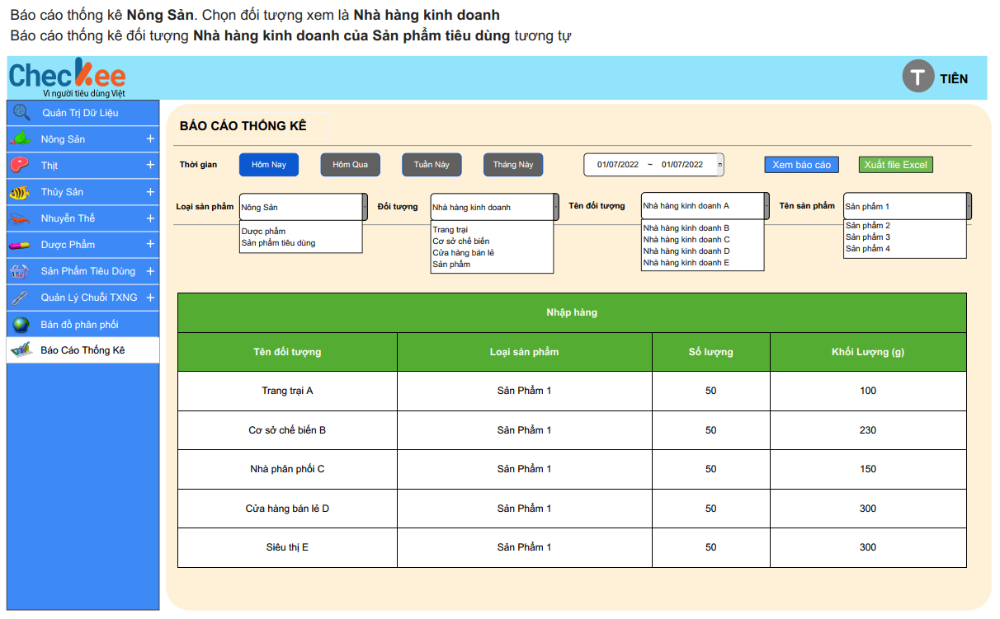 Báo cáo thống kê Nông Sản. Chọn đối tượng xem là Nhà hàng kinh doanh
Báo cáo thống kê đối tượng Nhà hàng kinh doanh của Sản phẩm tiêu dùng tương tự
Checkee
Vì người tiêu dùng Việt
T TIÊN
Quản Trị Dữ Liệu
Nông Sản +
Thịt +
Thủy Sản +
Nhuyễn Thể +
Dược Phẩm +
Sản Phẩm Tiêu Dùng +
Quản Lý Chuỗi TXNG +
Bản đồ phân phối
Báo Cáo Thống Kê
BÁO CÁO THỐNG KÊ
Thời gian Hôm Nay Hôm Qua Tuần Này Tháng Này 01/07/2022 ~ 01/07/2022 Xem báo cáo Xuất file Excel
Loại sản phẩm Nông Sản Đối tượng Nhà hàng kinh doanh Tên đối tượng Nhà hàng kinh doanh A Tên sản phẩm Sản phẩm 1
Dược phẩm
Sản phẩm tiêu dùng
Trang trại
Cơ sở chế biến
Cửa hàng bán lẻ
Sản phẩm
Nhà hàng kinh doanh B
Nhà hàng kinh doanh C
Nhà hàng kinh doanh D
Nhà hàng kinh doanh E
Sản phẩm 2
Sản phẩm 3
Sản phẩm 4
Nhập hàng
Tên đối tượng Loại sản phẩm Số lượng Khối Lượng (g)
Trang trại A Sản Phẩm 1 50 100
Cơ sở chế biến B Sản Phẩm 1 50 230
Nhà phân phối C Sản Phẩm 1 50 150
Cửa hàng bán lẻ D Sản Phẩm 1 50 300
Siêu thị E Sản Phẩm 1 50 300